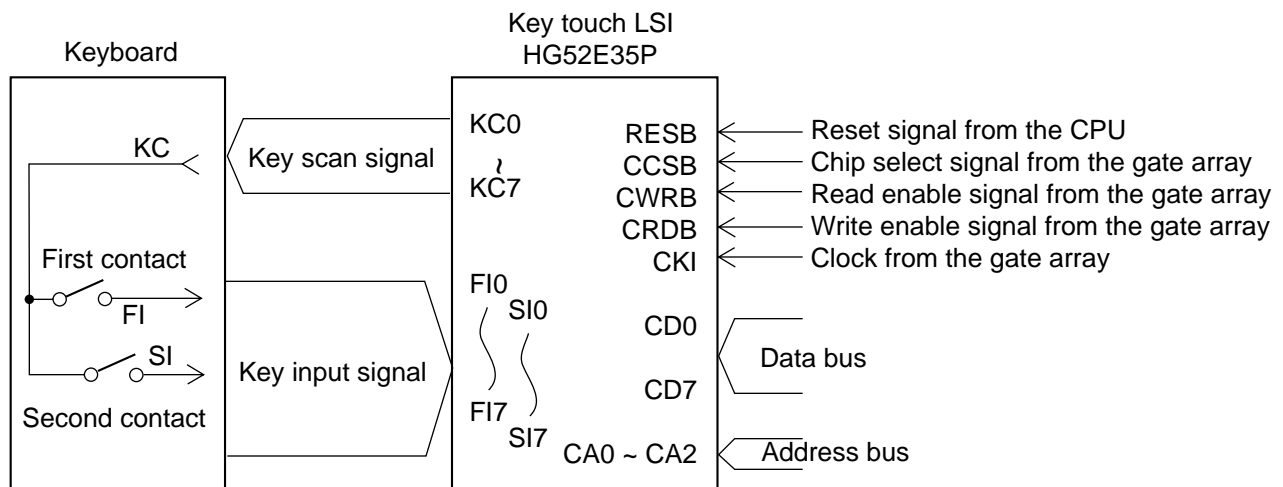 Key touch LSI
HG52E35P
Keyboard
KC
Key scan signal
KC0
~
KC7
RESB
Reset signal from the CPU
CCSB
Chip select signal from the gate array
CWRB
Read enable signal from the gate array
CRDB
Write enable signal from the gate array
CKI
Clock from the gate array
First contact
FI
SI
Second contact
Key input signal
FI0
SI0
FI7
SI7
CD0
CD7
Data bus
CA0 ~ CA2
Address bus